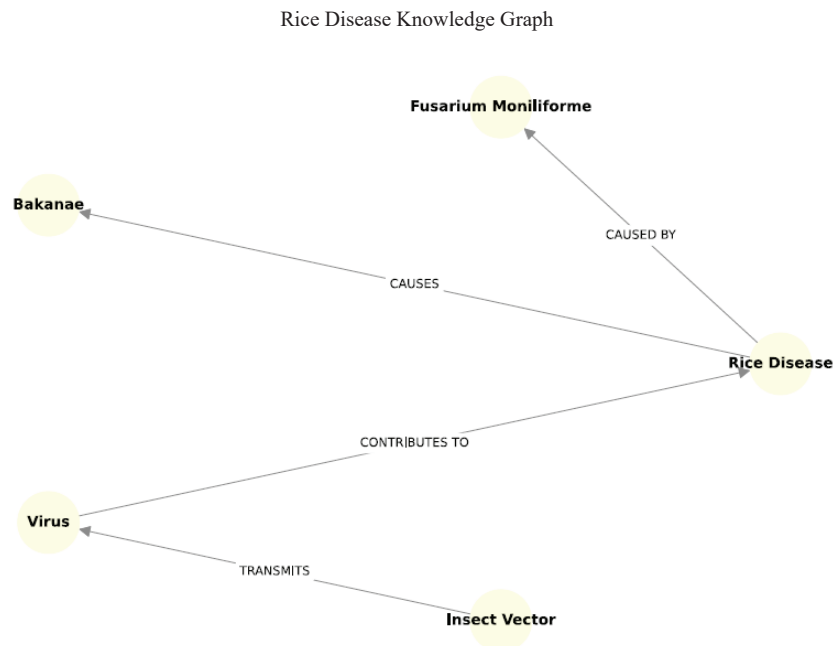 Rice Disease Knowledge Graph
Fusarium Moniliforme
Bakanae
CAUSED BY
CAUSES
Rice Disease
CONTRIBUTES TO
Virus
TRANSMITS
Insect Vector